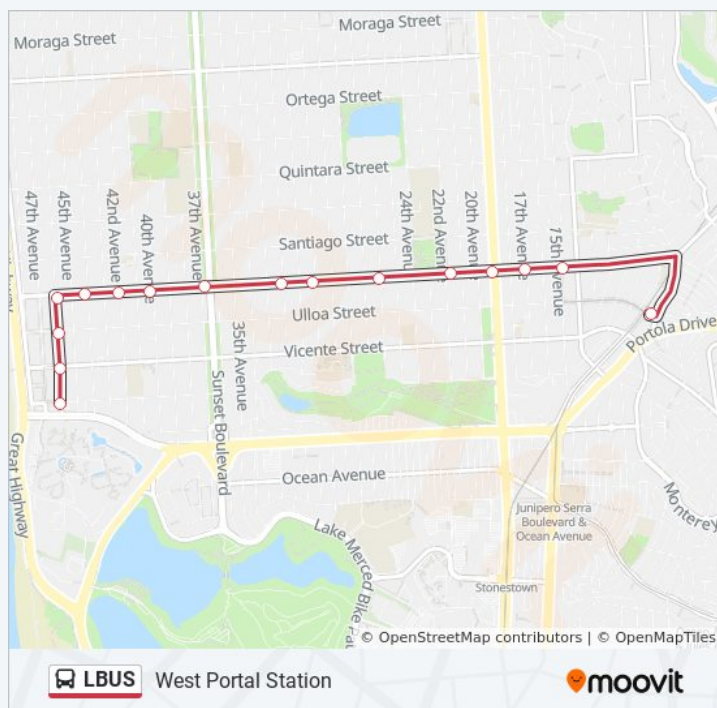 Moraga Street
Moraga Street
Ortega Street
Quintara Street
47th Avenue
45th Avenue
42nd Avenue
40th Avenue
37th Avenue
Santiago Street
24th Avenue
22nd Avenue
20th Avenue
17th Avenue
15th Avenue
Ulloa Street
Vicente Street
35th Avenue
Sunset Boulevard
Portola Drive
Great Highway
Ocean Avenue
Junipero Serra
Boulevard &
Ocean Avenue
Monterey
Lake Merced Bike Pa
Stonestown
© OpenStreetMap contributors | © OpenMapTiles
LBUS West Portal Station
moovit